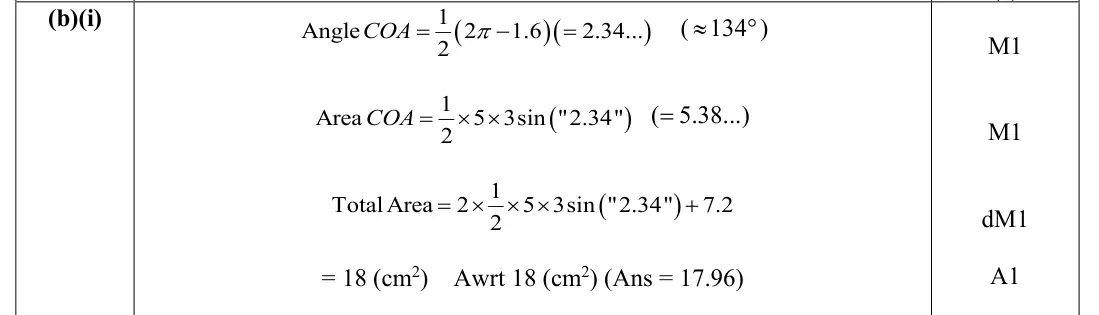 (b)(i) Angle COA = 1/2 (2π − 1.6)(= 2.34...) ( ≈134° ) M1
Area COA = 1/2 × 5 × 3 sin ("2.34") (= 5.38...) M1
Total Area = 2 × 1/2 × 5 × 3 sin ("2.34") + 7.2 dM1
= 18 (cm²) Awrt 18 (cm²) (Ans = 17.96) A1